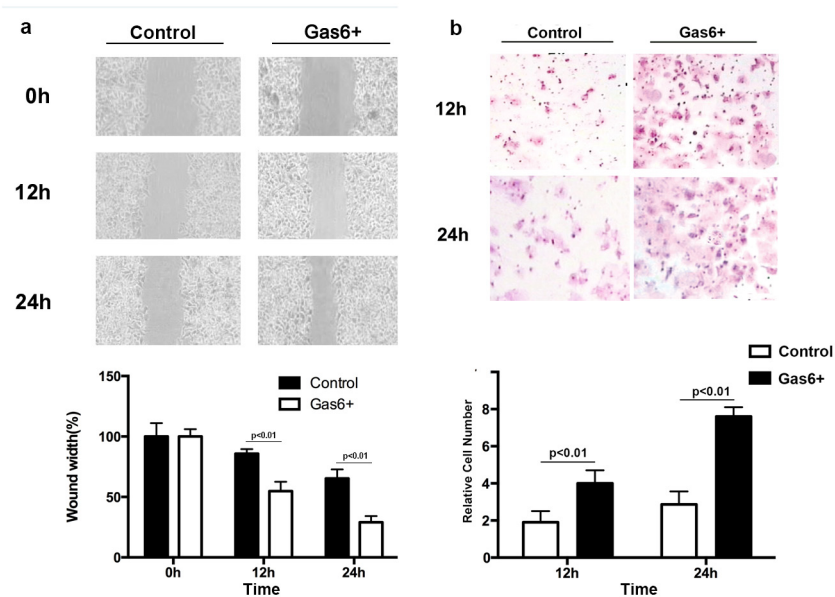 a
Control Gas6+
0h
12h
24h
150
100
50
0
Wound width(%)
Control
Gas6+
p<0.01
p<0.01
0h 12h 24h
Time
b
Control Gas6+
12h
24h
Control
Gas6+
8
6
4
2
0
Relative Cell Number
p<0.01
p<0.01
12h 24h
Time